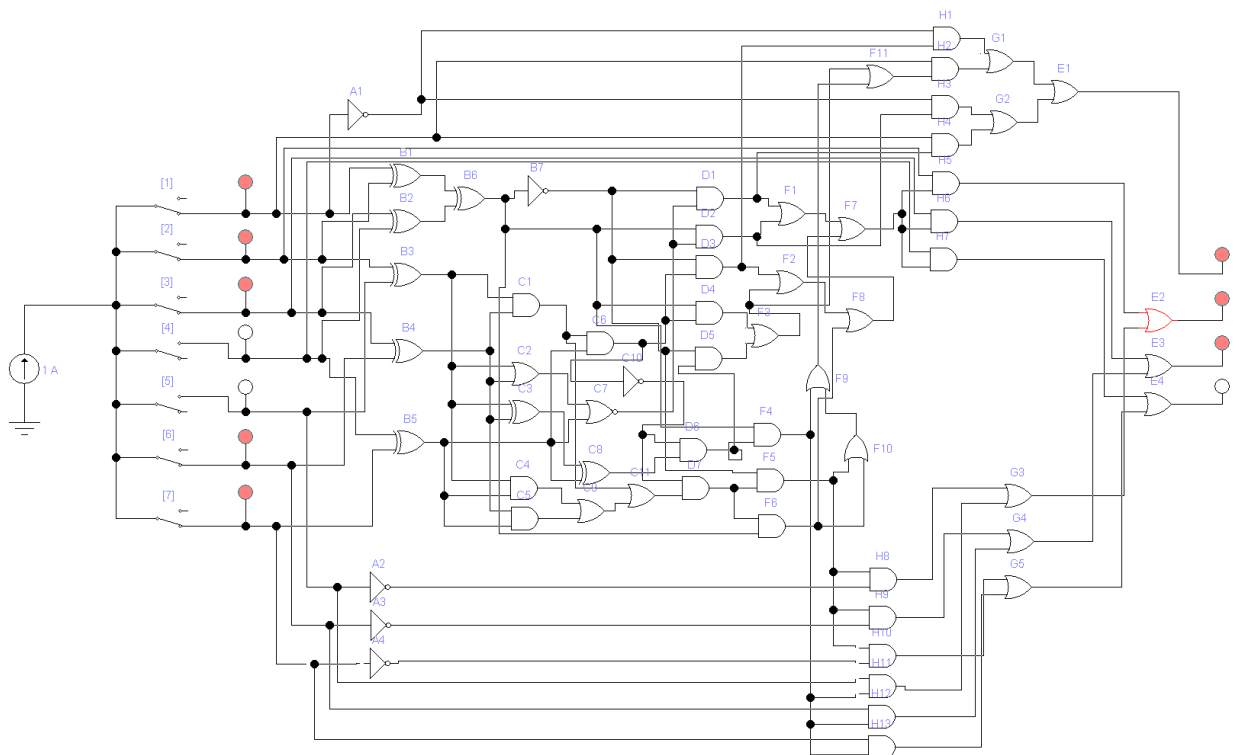 H1
H2
G1
F11
E1
H3
A1
G2
H4
B1
H5
B7
B6
[1]
D1
F1
H6
B2
D2
F7
[2]
H7
D3
B3
F2
[3]
C1
D4
F8
E2
B4
C6
F3
[4]
D5
E3
C2
C10
1 A
[5]
F9
E4
C3
C7
F4
B5
D6
[6]
C8
F10
F5
C4
C11
D7
G3
[7]
C5
C9
F6
G4
A2
H8
G5
A3
H9
H10
A4
H11
H12
H13